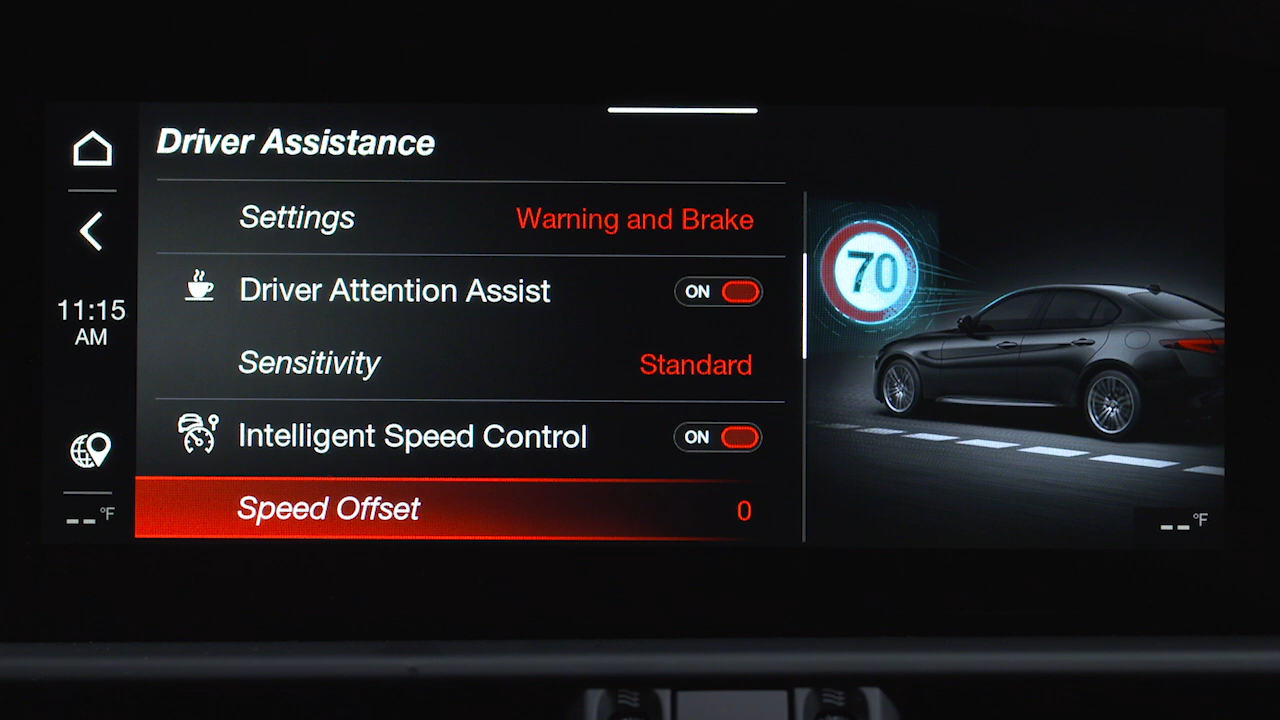 Driver Assistance
Settings Warning and Brake
Driver Attention Assist ON
11:15
AM
Sensitivity Standard
Intelligent Speed Control ON
Speed Offset 0
70
-- °F
-- °F